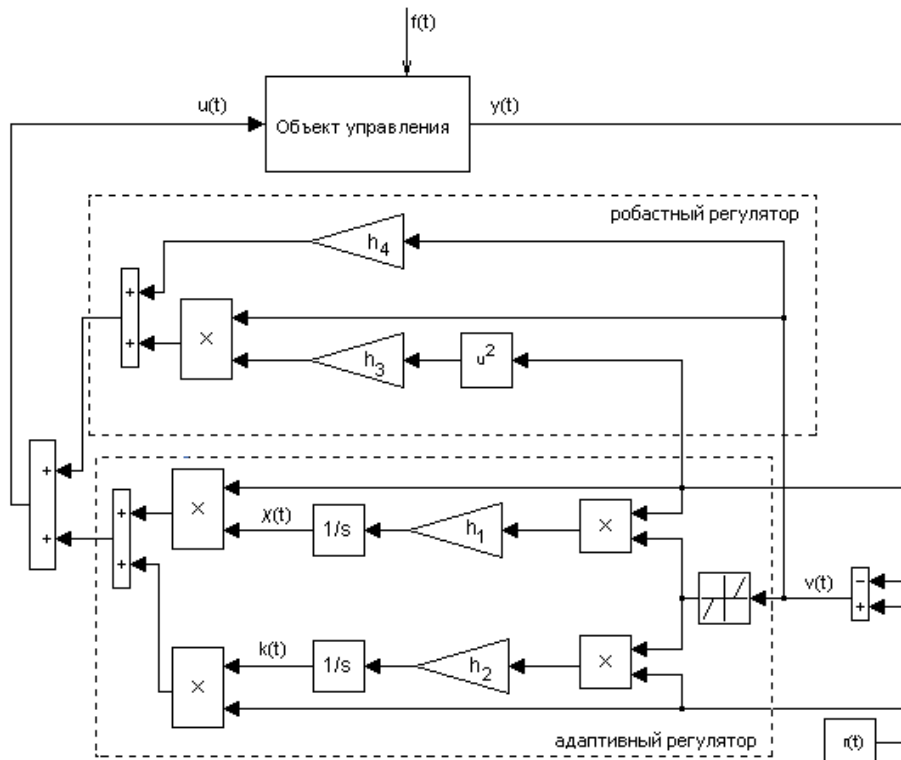 f(t)
u(t)
y(t)
Объект управления
робастный регулятор
h₄
+
+
×
h₃
u²
+
+
+
+
×
χ(t)
1/s
h₁
×
v(t)
−
+
k(t)
1/s
h₂
×
×
адаптивный регулятор
r(t)